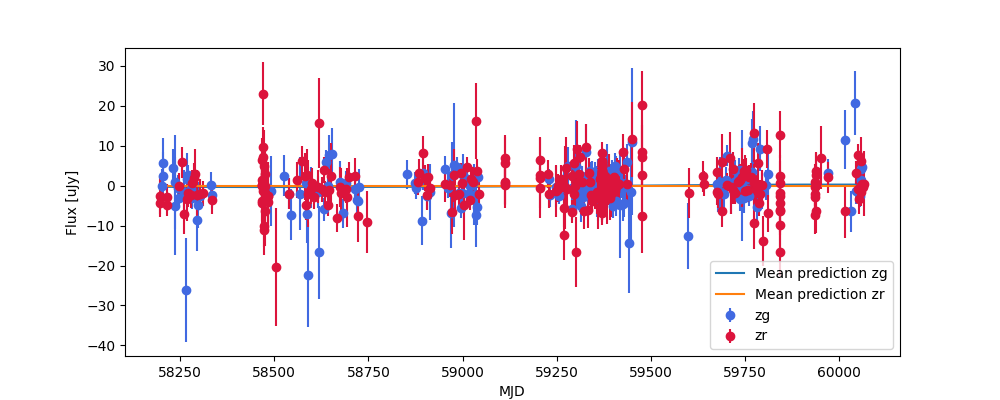 30
20
10
0
−10
−20
−30
−40
Flux [uJy]
58250 58500 58750 59000 59250 59500 59750 60000
MJD
Mean prediction zg
Mean prediction zr
zg
zr